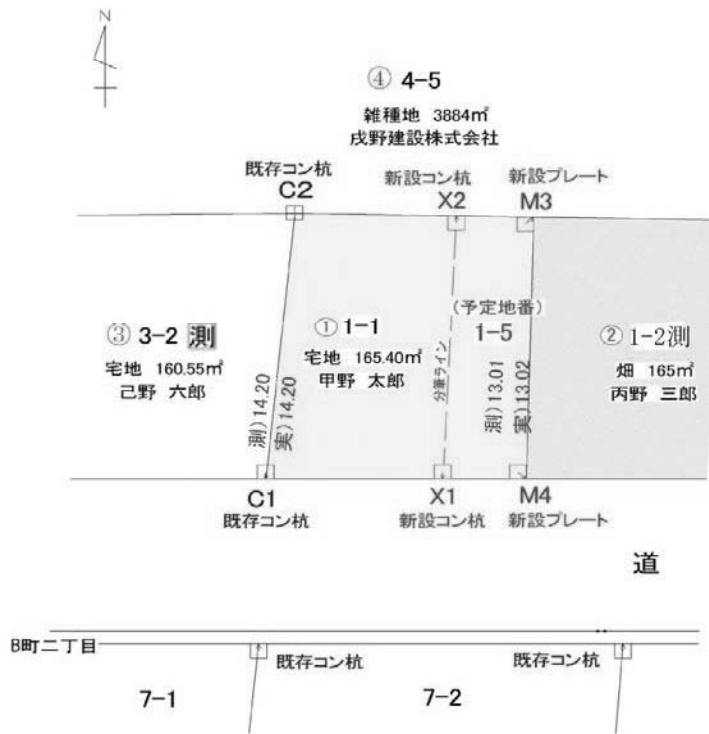 N
④ 4-5
雑種地 3884㎡
戌野建設株式会社
既存コン杭
C2
新設コン杭
X2
新設プレート
M3
③ 3-2 測
宅地 160.55㎡
己野 六郎
測)14.20
実)14.20
① 1-1
宅地 165.40㎡
甲野 太郎
分筆ライン
(予定地番)
1-5
測)13.01
実)13.02
② 1-2測
畑 165㎡
丙野 三郎
C1
既存コン杭
X1
新設コン杭
M4
新設プレート
道
B町二丁目
既存コン杭
既存コン杭
7-1
7-2